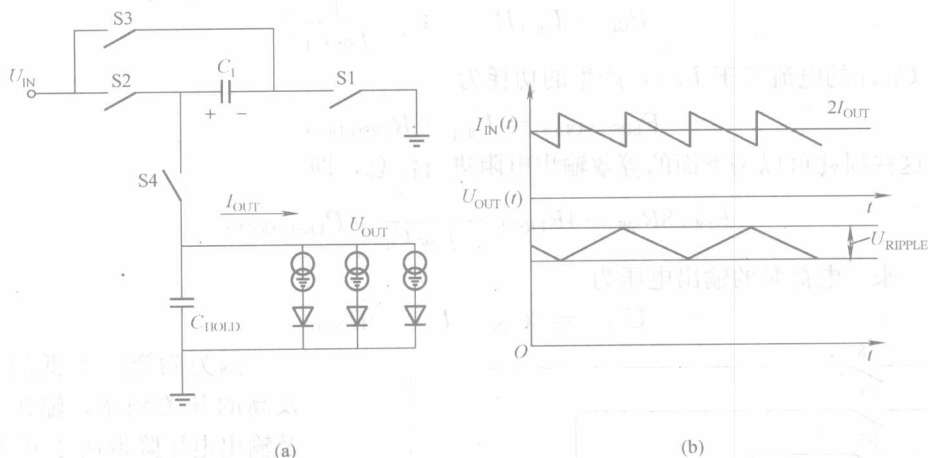 S3
U_IN
S2
C_1
S1
+ −
S4
I_OUT
U_OUT
C_HOLD
(a)
I_IN(t)
2I_OUT
t
U_OUT(t)
U_RIPPLE
O
t
(b)